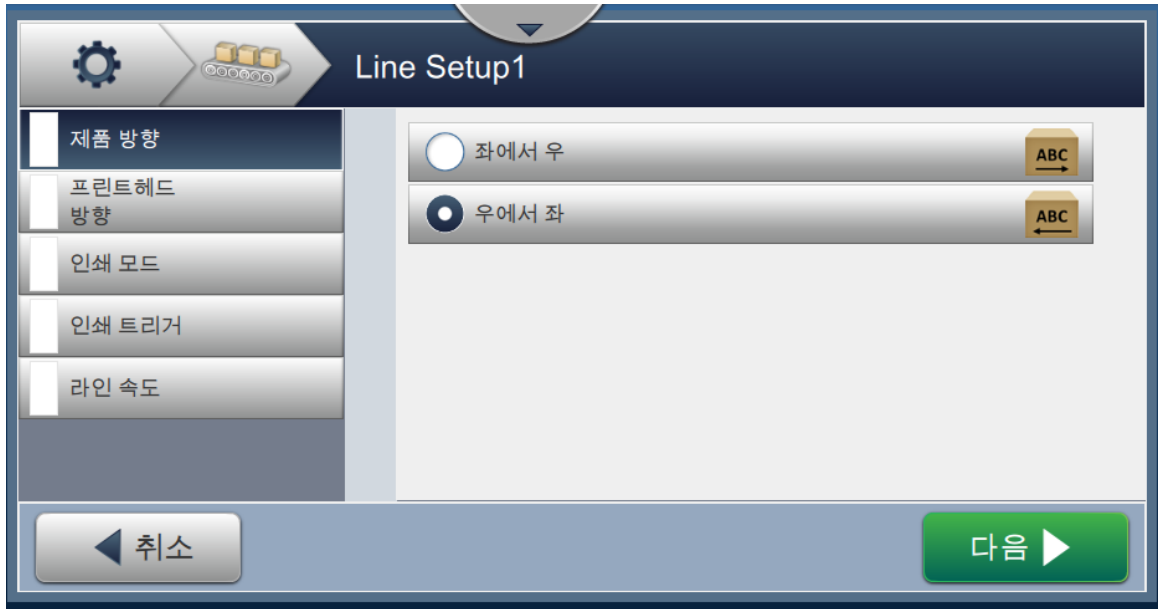 Line Setup1
제품 방향
프린트헤드
방향
인쇄 모드
인쇄 트리거
라인 속도
좌에서 우
ABC
우에서 좌
ABC
취소
다음